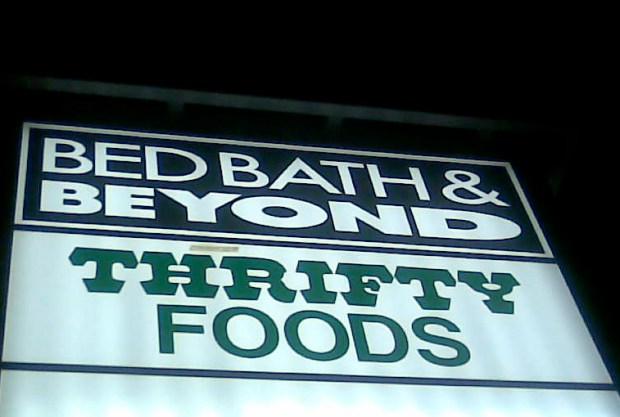 BED BATH &
BEYOND
THRIFTY
FOODS